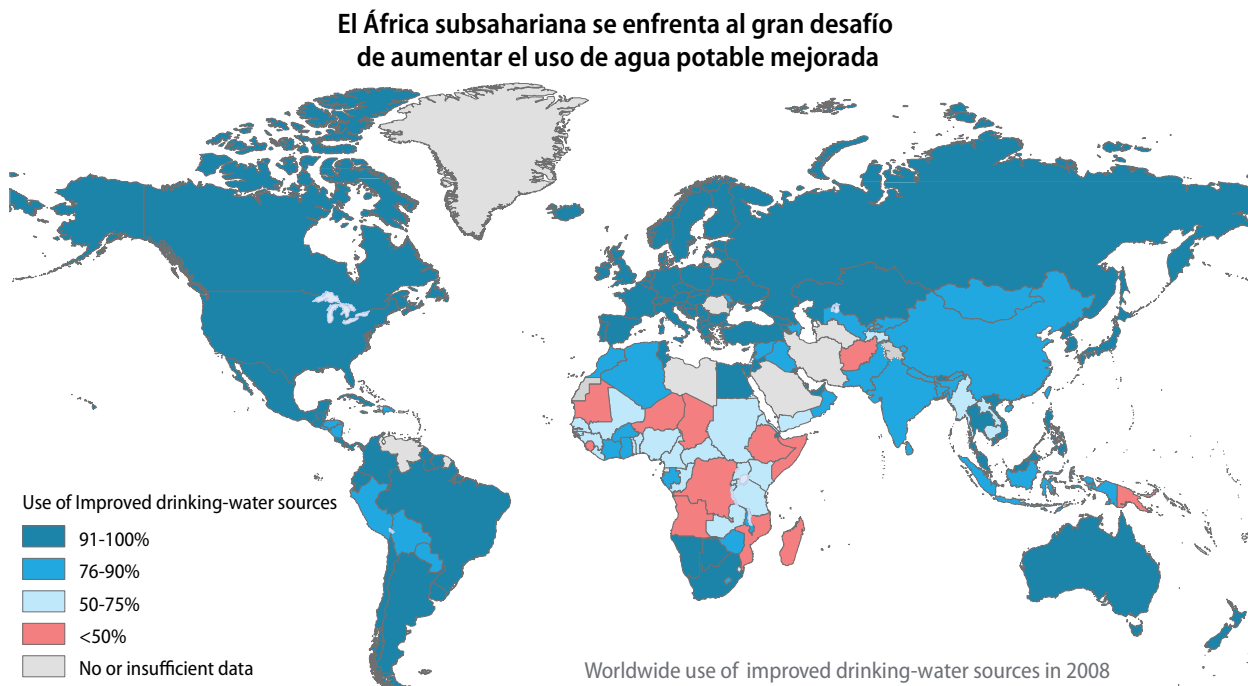 El África subsahariana se enfrenta al gran desafío
de aumentar el uso de agua potable mejorada
Use of Improved drinking-water sources
91-100%
76-90%
50-75%
<50%
No or insufficient data
Worldwide use of improved drinking-water sources in 2008